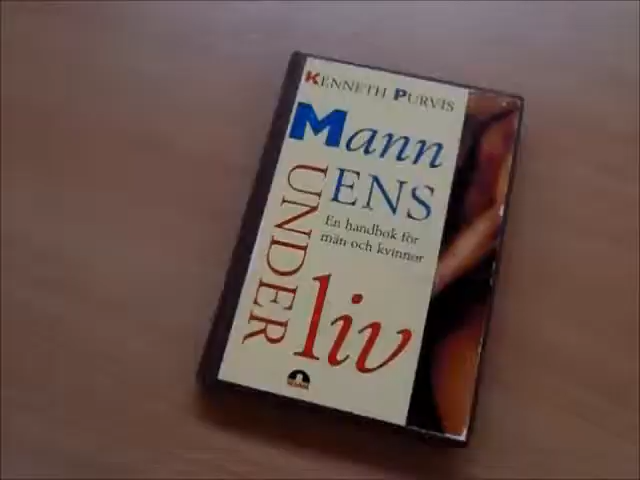 KENNETH PURVIS
Mann
ENS
UNDER
liv
En handbok för
män och kvinnor